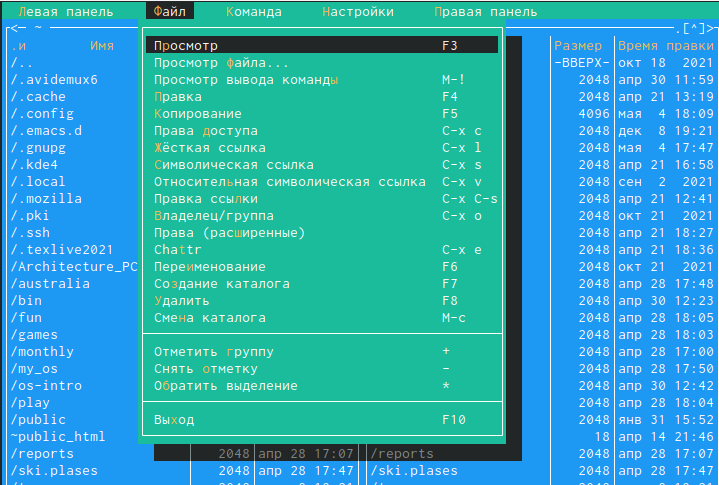 Левая панель Файл Команда Настройки Правая панель
<─ ~ .[^]>
.и Имя Просмотр F3 Размер Время правки
/.. Просмотр файла... -ВВЕРХ- окт 18 2021
/.avidemux6 Просмотр вывода команды M-! 2048 апр 30 11:59
/.cache Правка F4 2048 апр 21 13:19
/.config Копирование F5 4096 мая 4 18:09
/.emacs.d Права доступа C-x c 2048 дек 8 19:21
/.gnupg Жёсткая ссылка C-x l 2048 мая 4 17:47
/.kde4 Символическая ссылка C-x s 2048 апр 21 16:58
/.local Относительная символическая ссылка C-x v 2048 сен 2 2021
/.mozilla Правка ссылки C-x C-s 2048 апр 21 12:41
/.pki Владелец/группа C-x o 2048 окт 21 2021
/.ssh Права (расширенные) 2048 апр 21 18:27
/.texlive2021 Chattr C-x e 2048 апр 21 18:36
/Architecture_PC Переименование F6 2048 окт 21 2021
/australia Создание каталога F7 2048 апр 28 17:48
/bin Удалить F8 2048 апр 30 12:23
/fun Смена каталога M-c 2048 апр 28 18:05
/games 2048 апр 28 18:03
/monthly Отметить группу + 2048 апр 28 17:00
/my_os Снять отметку - 2048 апр 28 17:50
/os-intro Обратить выделение * 2048 апр 30 12:42
/play 2048 апр 28 18:04
/public Выход F10 2048 янв 31 15:52
~public_html 18 апр 14 21:46
/reports 2048 апр 28 17:07 /reports 2048 апр 28 17:07
/ski.plases 2048 апр 28 17:47 /ski.plases 2048 апр 28 17:47